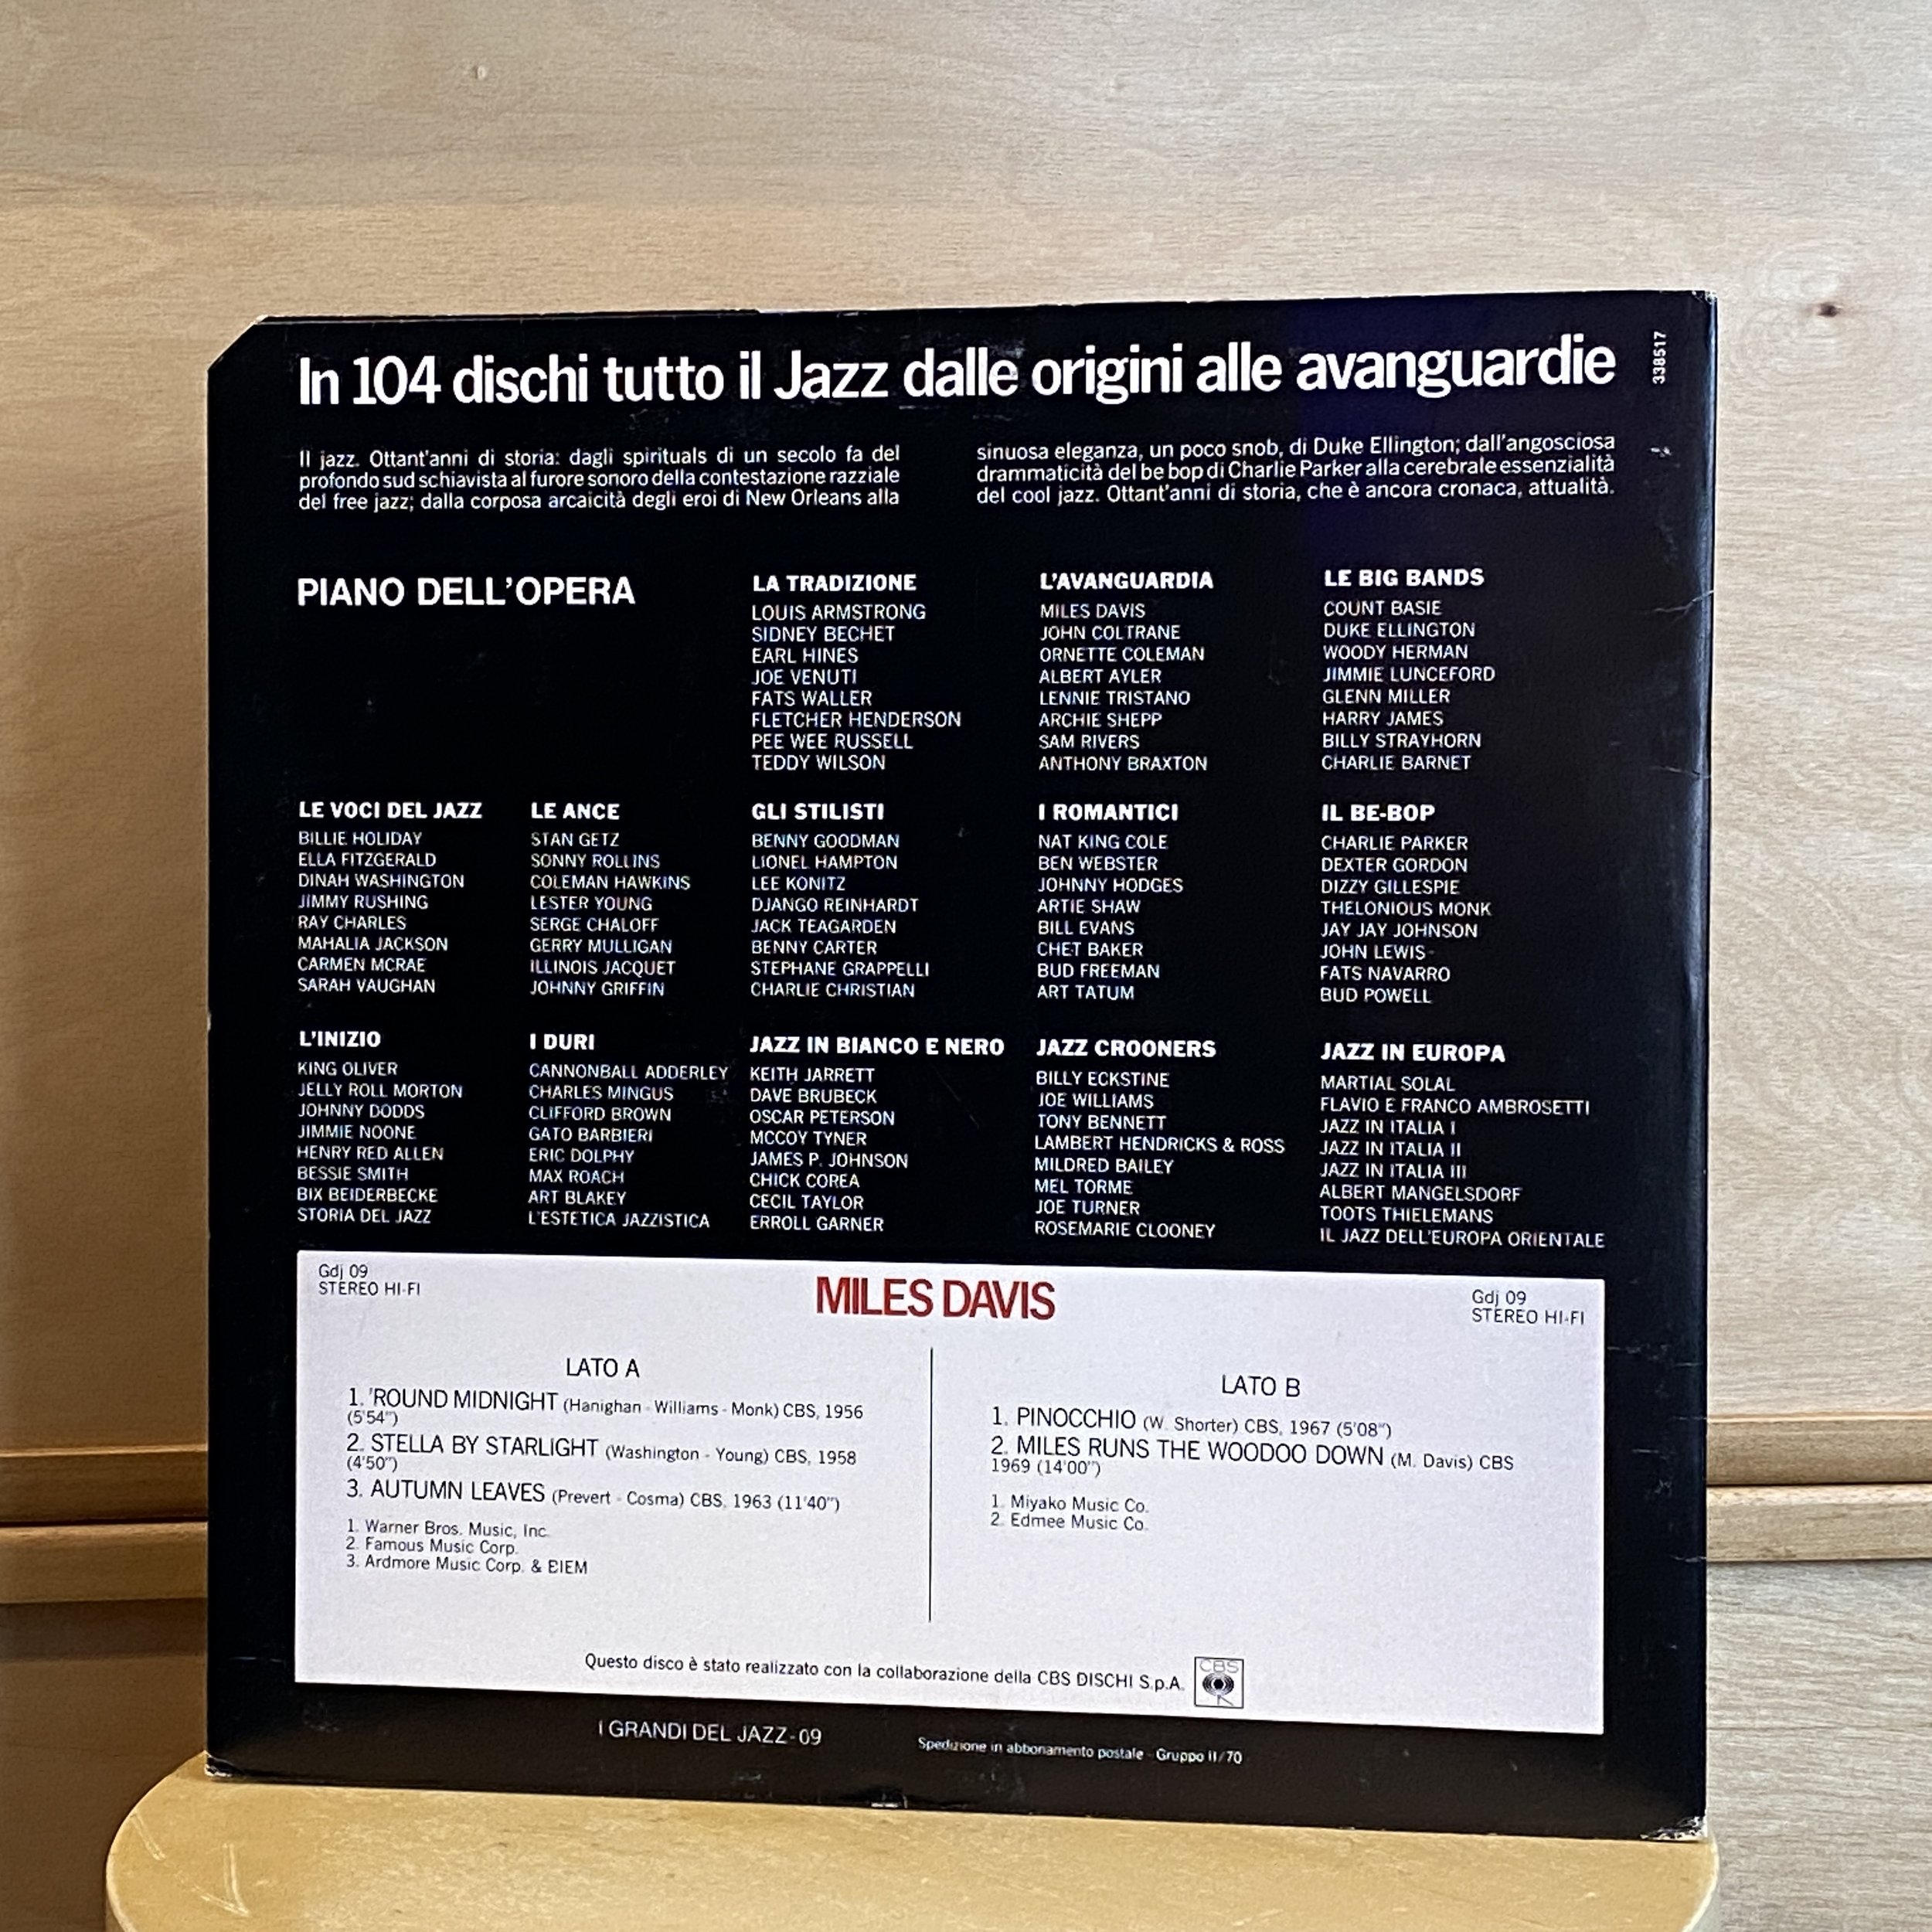 In 104 dischi tutto il Jazz dalle origini alle avanguardie
338517
Il jazz. Ottant'anni di storia: dagli spirituals di un secolo fa del
profondo sud schiavista al furore sonoro della contestazione razziale
del free jazz; dalla corposa arcaicità degli eroi di New Orleans alla
sinuosa eleganza, un poco snob, di Duke Ellington; dall'angosciosa
drammaticità del be bop di Charlie Parker alla cerebrale essenzialità
del cool jazz. Ottant'anni di storia, che è ancora cronaca, attualità.
PIANO DELL'OPERA
LA TRADIZIONE
LOUIS ARMSTRONG
SIDNEY BECHET
EARL HINES
JOE VENUTI
FATS WALLER
FLETCHER HENDERSON
PEE WEE RUSSELL
TEDDY WILSON
L'AVANGUARDIA
MILES DAVIS
JOHN COLTRANE
ORNETTE COLEMAN
ALBERT AYLER
LENNIE TRISTANO
ARCHIE SHEPP
SAM RIVERS
ANTHONY BRAXTON
LE BIG BANDS
COUNT BASIE
DUKE ELLINGTON
WOODY HERMAN
JIMMIE LUNCEFORD
GLENN MILLER
HARRY JAMES
BILLY STRAYHORN
CHARLIE BARNET
LE VOCI DEL JAZZ
BILLIE HOLIDAY
ELLA FITZGERALD
DINAH WASHINGTON
JIMMY RUSHING
RAY CHARLES
MAHALIA JACKSON
CARMEN MCRAE
SARAH VAUGHAN
LE ANCE
STAN GETZ
SONNY ROLLINS
COLEMAN HAWKINS
LESTER YOUNG
SERGE CHALOFF
GERRY MULLIGAN
ILLINOIS JACQUET
JOHNNY GRIFFIN
GLI STILISTI
BENNY GOODMAN
LIONEL HAMPTON
LEE KONITZ
DJANGO REINHARDT
JACK TEAGARDEN
BENNY CARTER
STEPHANE GRAPPELLI
CHARLIE CHRISTIAN
I ROMANTICI
NAT KING COLE
BEN WEBSTER
JOHNNY HODGES
ARTIE SHAW
BILL EVANS
CHET BAKER
BUD FREEMAN
ART TATUM
IL BE-BOP
CHARLIE PARKER
DEXTER GORDON
DIZZY GILLESPIE
THELONIOUS MONK
JAY JAY JOHNSON
JOHN LEWIS
FATS NAVARRO
BUD POWELL
L'INIZIO
KING OLIVER
JELLY ROLL MORTON
JOHNNY DODDS
JIMMIE NOONE
HENRY RED ALLEN
BESSIE SMITH
BIX BEIDERBECKE
STORIA DEL JAZZ
I DURI
CANNONBALL ADDERLEY
CHARLES MINGUS
CLIFFORD BROWN
GATO BARBIERI
ERIC DOLPHY
MAX ROACH
ART BLAKEY
L'ESTETICA JAZZISTICA
JAZZ IN BIANCO E NERO
KEITH JARRETT
DAVE BRUBECK
OSCAR PETERSON
MCCOY TYNER
JAMES P. JOHNSON
CHICK COREA
CECIL TAYLOR
ERROLL GARNER
JAZZ CROONERS
BILLY ECKSTINE
JOE WILLIAMS
TONY BENNETT
LAMBERT HENDRICKS & ROSS
MILDRED BAILEY
MEL TORME
JOE TURNER
ROSEMARIE CLOONEY
JAZZ IN EUROPA
MARTIAL SOLAL
FLAVIO E FRANCO AMBROSETTI
JAZZ IN ITALIA I
JAZZ IN ITALIA II
JAZZ IN ITALIA III
ALBERT MANGELSDORF
TOOTS THIELEMANS
IL JAZZ DELL'EUROPA ORIENTALE
Gdj 09
STEREO HI-FI
MILES DAVIS
Gdj 09
STEREO HI-FI
LATO A
1. 'ROUND MIDNIGHT (Hanighan - Williams - Monk) CBS, 1956
(5'54")
2. STELLA BY STARLIGHT (Washington - Young) CBS, 1958
(4'50")
3. AUTUMN LEAVES (Prevert - Cosma) CBS, 1963 (11'40")
1. Warner Bros. Music, Inc.
2. Famous Music Corp.
3. Ardmore Music Corp. & BIEM
LATO B
1. PINOCCHIO (W. Shorter) CBS, 1967 (5'08")
2. MILES RUNS THE WOODOO DOWN (M. Davis) CBS
1969 (14'00")
1. Miyako Music Co.
2. Edmee Music Co.
Questo disco è stato realizzato con la collaborazione della CBS DISCHI S.p.A.
CBS
I GRANDI DEL JAZZ-09
Spedizione in abbonamento postale - Gruppo II/70